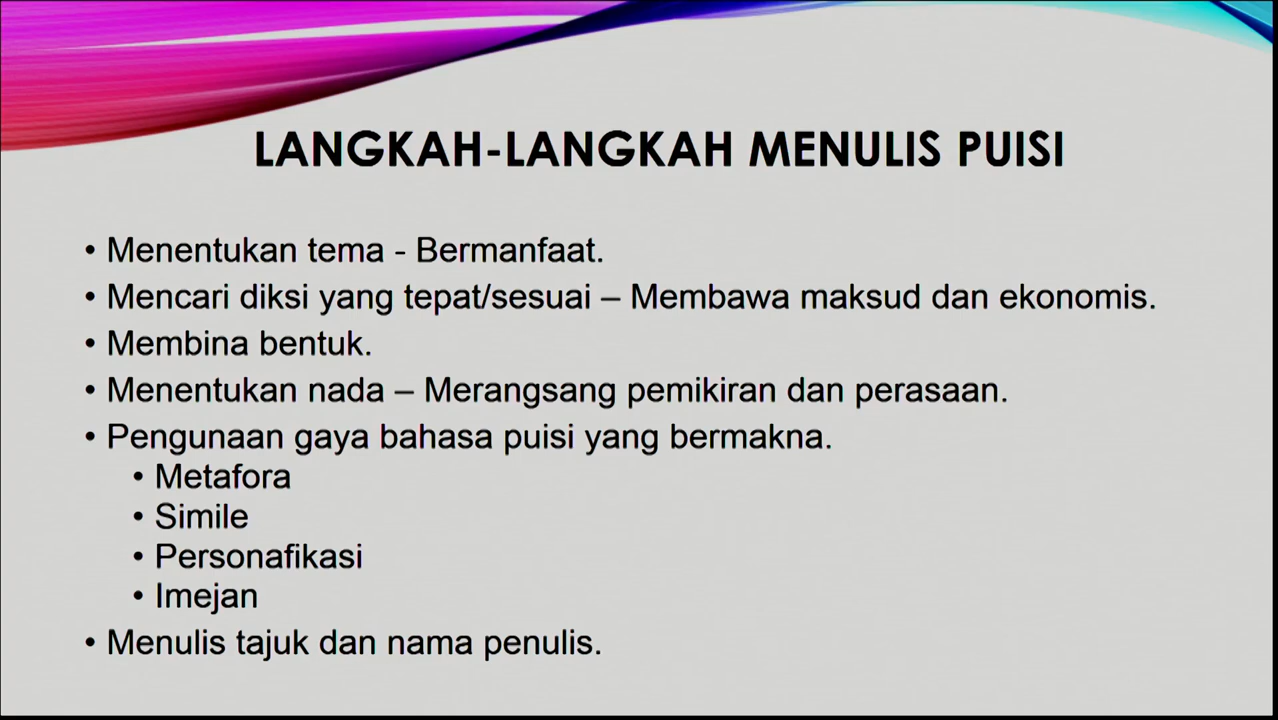 LANGKAH-LANGKAH MENULIS PUISI
• Menentukan tema - Bermanfaat.
• Mencari diksi yang tepat/sesuai – Membawa maksud dan ekonomis.
• Membina bentuk.
• Menentukan nada – Merangsang pemikiran dan perasaan.
• Pengunaan gaya bahasa puisi yang bermakna.
• Metafora
• Simile
• Personafikasi
• Imejan
• Menulis tajuk dan nama penulis.